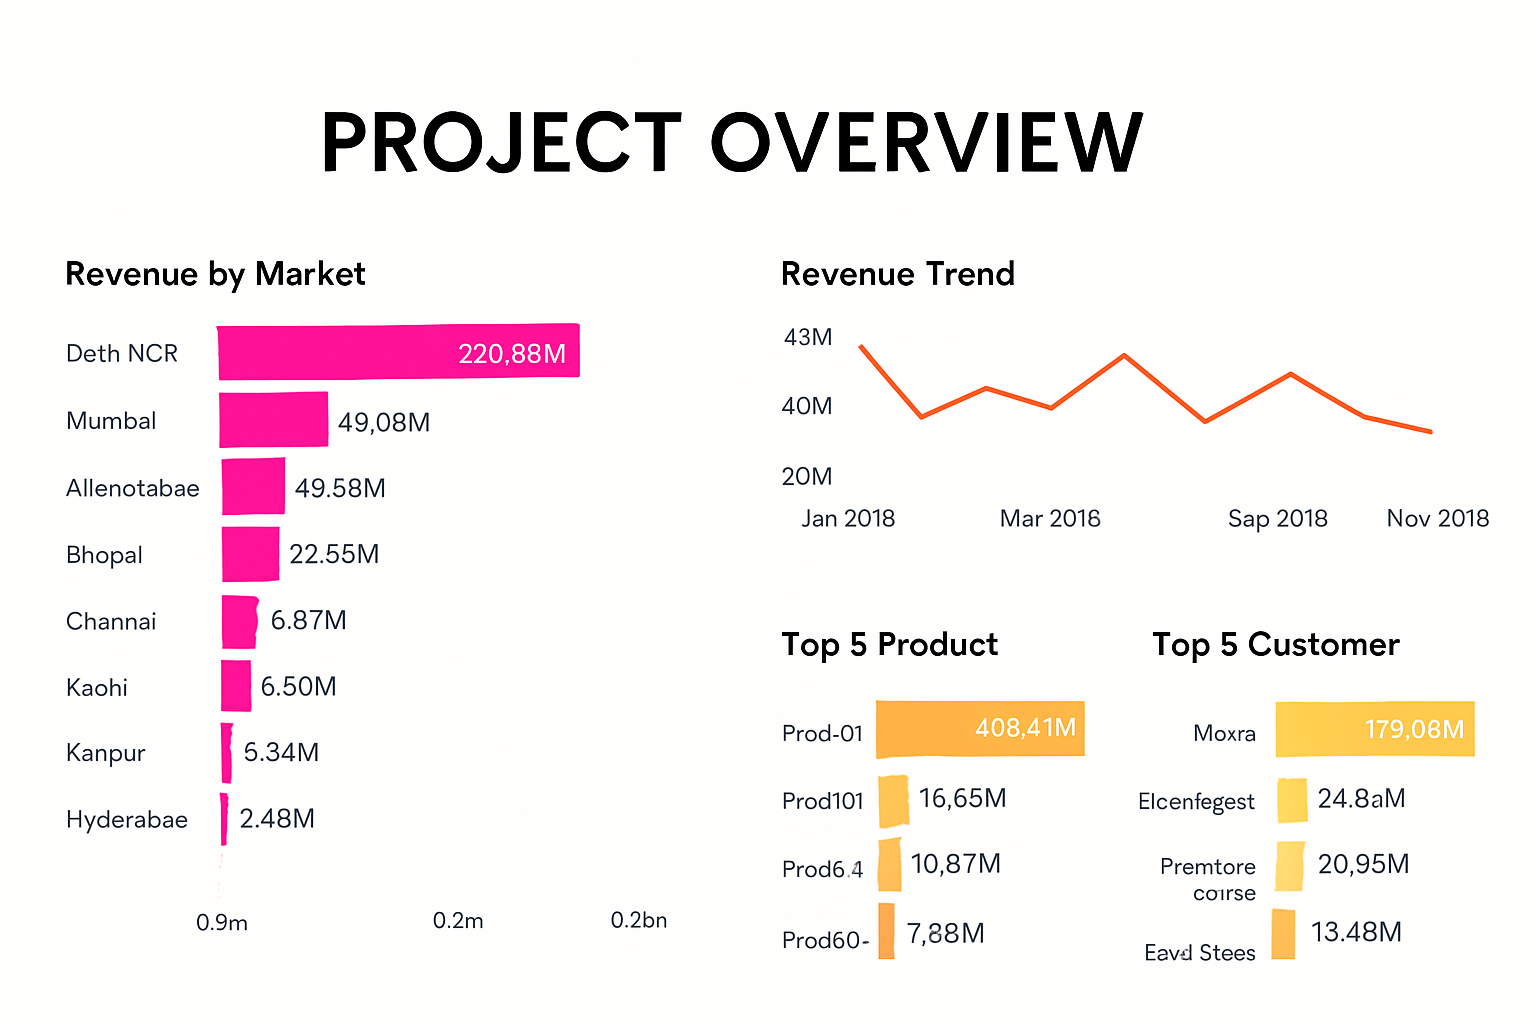 PROJECT OVERVIEW
Revenue by Market
Deth NCR 220,88M
Mumbal 49,08M
Allenotabae 49.58M
Bhopal 22.55M
Channai 6.87M
Kaohi 6.50M
Kanpur 5.34M
Hyderabae 2.48M
0.9m 0.2m 0.2bn
Revenue Trend
43M
40M
20M
Jan 2018 Mar 2016 Sap 2018 Nov 2018
Top 5 Product
Prod-01 408,41M
Prod101 16,65M
Prod6.4 10,87M
Prod60- 7,88M
Top 5 Customer
Moxra 179,08M
Elcenfegest 24.8aM
Premtore 20,95M
coırse
Eavd Stees 13.48M